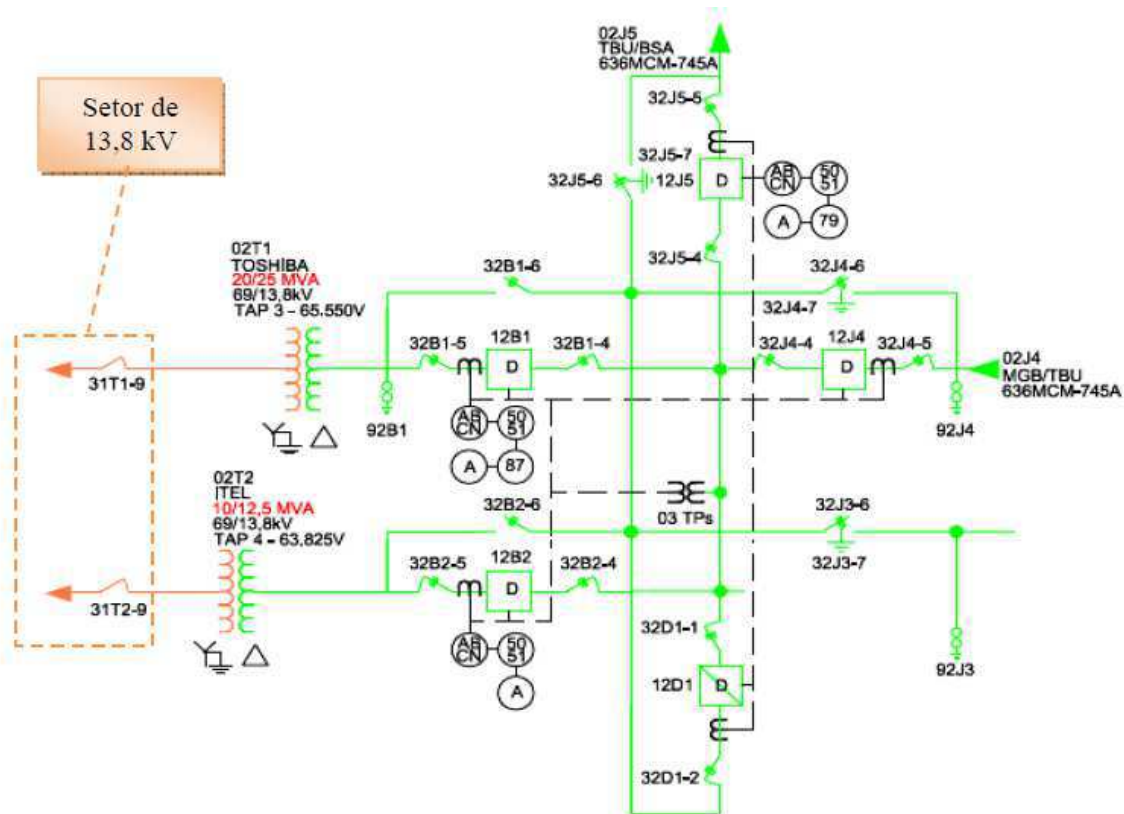 02J5
TBU/BSA
636MCM-745A
Setor de
13,8 kV
32J5-5
32J5-7
32J5-6
12J5
D
AB
CN
50
51
A
79
02T1
TOSHIBA
20/25 MVA
69/13,8kV
TAP 3 – 65.550V
32J5-4
32B1-6
32J4-6
32J4-7
32B1-5
12B1
D
32B1-4
32J4-4
12J4
D
32J4-5
02J4
MGB/TBU
636MCM-745A
31T1-9
92B1
AB
CN
50
51
A
87
92J4
02T2
ITEL
10/12,5 MVA
69/13,8kV
TAP 4 – 63,825V
03 TPs
32B2-6
32J3-6
32J3-7
32B2-5
12B2
D
32B2-4
31T2-9
AB
CN
50
51
A
32D1-1
12D1
D
92J3
32D1-2